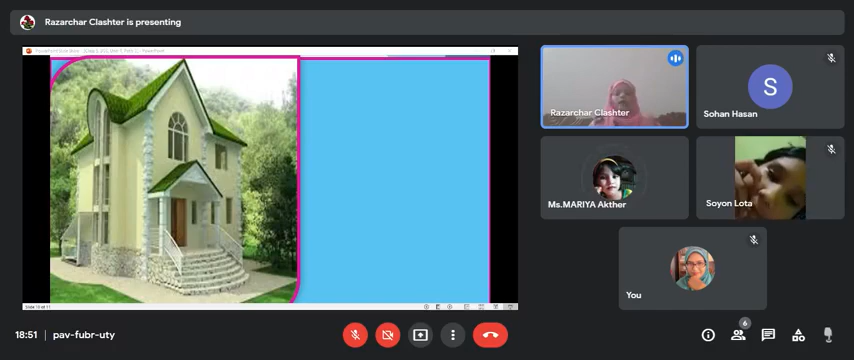 Razarchar Clashter is presenting
Razarchar Clashter
S
Sohan Hasan
Ms.MARIYA Akther
Soyon Lota
You
18:51 | pav-fubr-uty
6